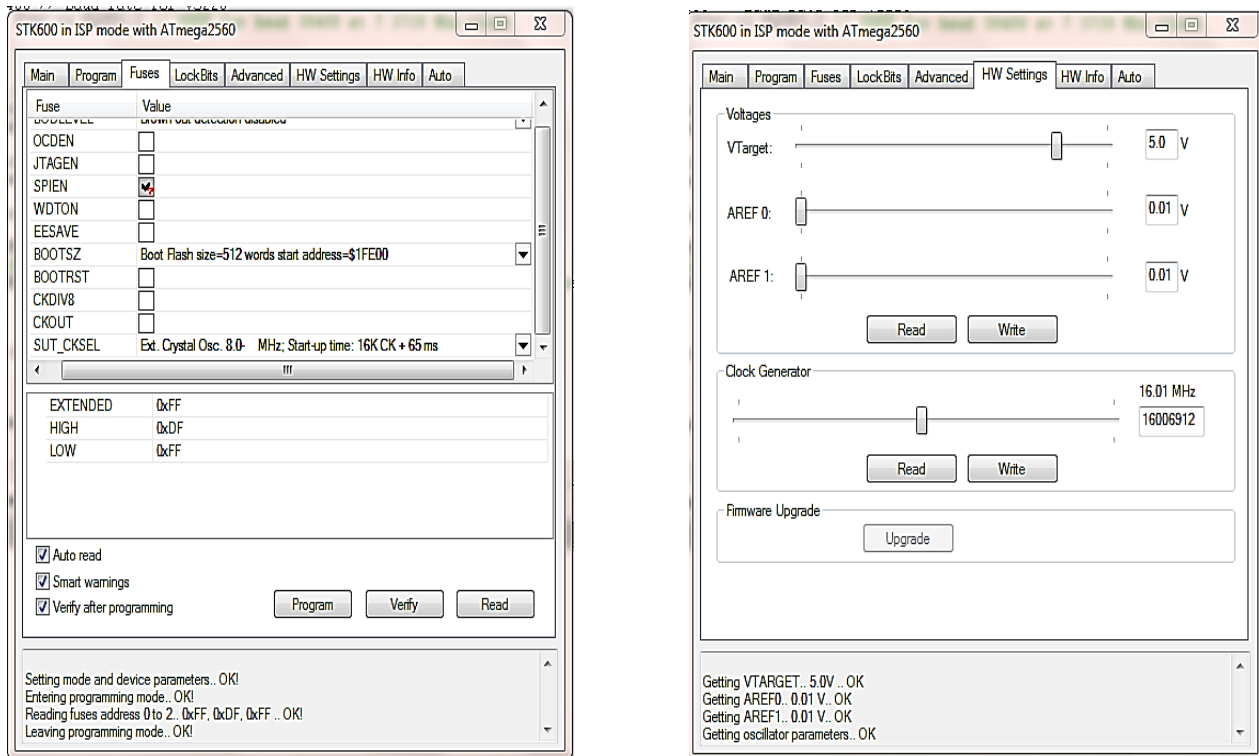 STK600 in ISP mode with ATmega2560
Main Program Fuses LockBits Advanced HW Settings HW Info Auto
Fuse Value
BODLEVEL Brown out detection disabled
OCDEN
JTAGEN
SPIEN
WDTON
EESAVE
BOOTSZ Boot Flash size=512 words start address=$1FE00
BOOTRST
CKDIV8
CKOUT
SUT_CKSEL Ext. Crystal Osc. 8.0- MHz; Start-up time: 16K CK + 65 ms
EXTENDED 0xFF
HIGH 0xDF
LOW 0xFF
Auto read
Smart warnings
Verify after programming
Program Verify Read
Setting mode and device parameters.. OK!
Entering programming mode.. OK!
Reading fuses address 0 to 2.. 0xFF, 0xDF, 0xFF .. OK!
Leaving programming mode.. OK!
STK600 in ISP mode with ATmega2560
Main Program Fuses LockBits Advanced HW Settings HW Info Auto
Voltages
VTarget: 5.0 V
AREF 0: 0.01 V
AREF 1: 0.01 V
Read Write
Clock Generator
16.01 MHz
16006912
Read Write
Firmware Upgrade
Upgrade
Getting VTARGET.. 5.0V .. OK
Getting AREF0.. 0.01 V.. OK
Getting AREF1.. 0.01 V.. OK
Getting oscillator parameters.. OK